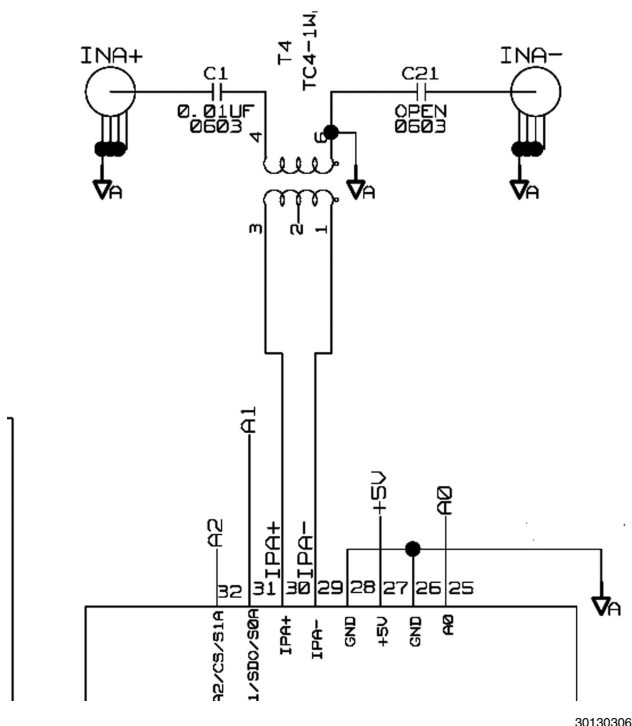 INA+
C1
0.01UF
0603
T4
TC4-1W
C21
OPEN
0603
INA-
4
6
A
A
A
3
2
1
A1
A2
IPA+
IPA-
+5V
A0
32
31
30
29
28
27
26
25
A
A2/CS/S1A
1/SDO/S0A
IPA+
IPA-
GND
+5V
GND
A0
30130306